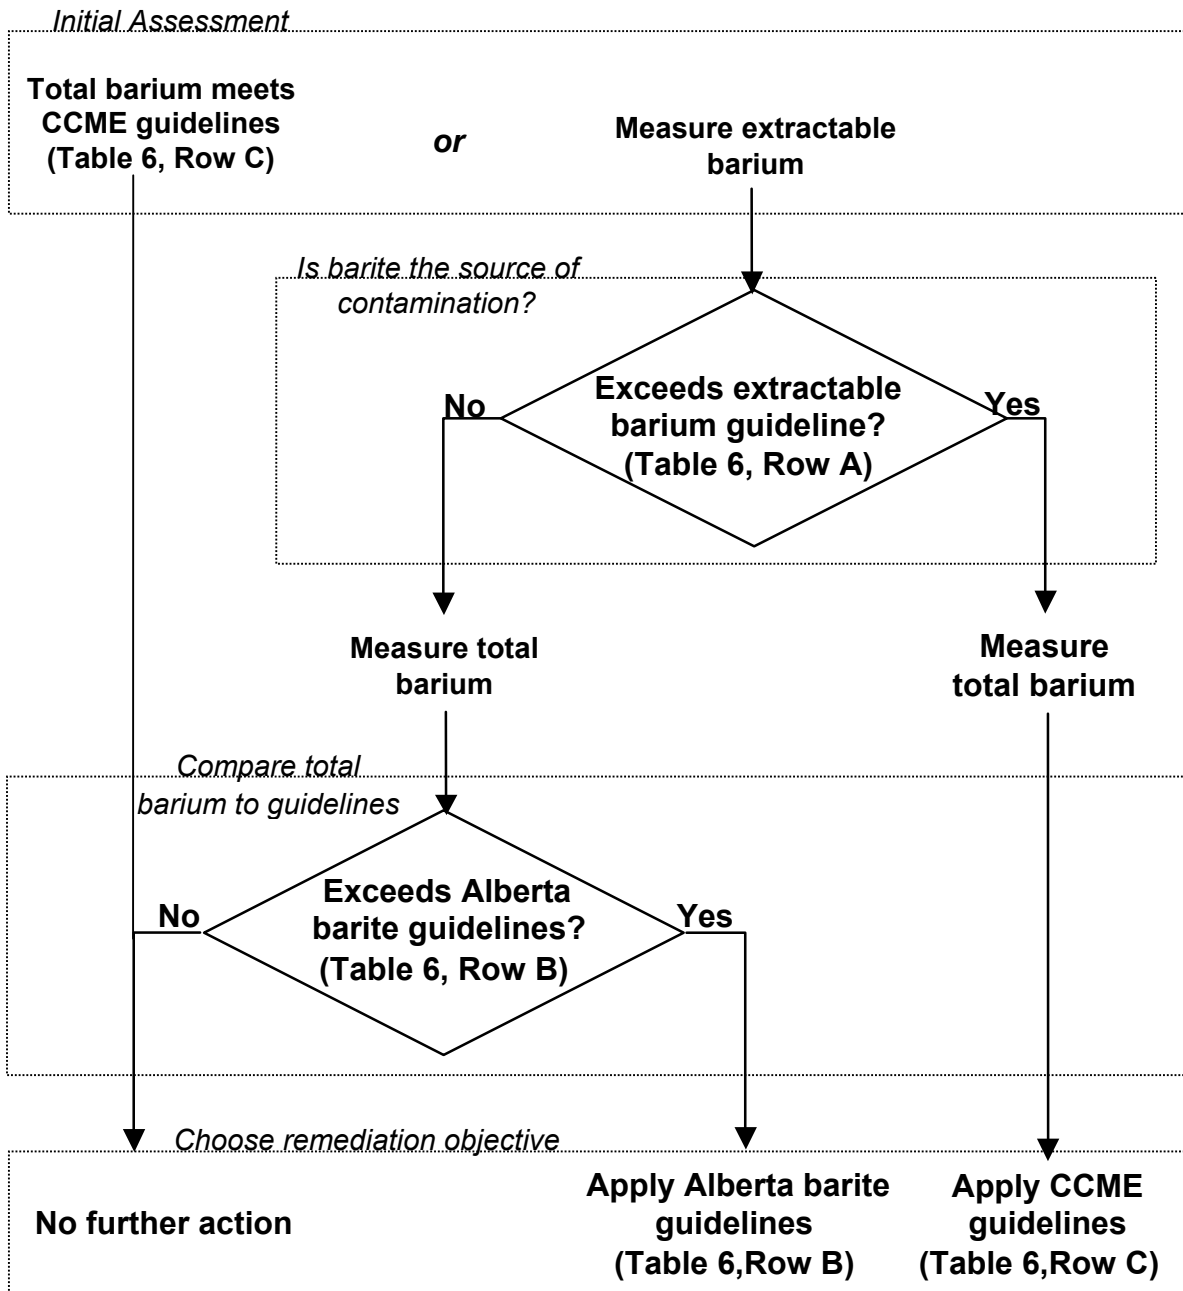 Initial Assessment
Total barium meets
CCME guidelines
(Table 6, Row C)
or
Measure extractable
barium
Is barite the source of
contamination?
Exceeds extractable
barium guideline?
(Table 6, Row A)
No
Yes
Measure total
barium
Measure
total barium
Compare total
barium to guidelines
Exceeds Alberta
barite guidelines?
(Table 6, Row B)
No
Yes
Choose remediation objective
No further action
Apply Alberta barite
guidelines
(Table 6,Row B)
Apply CCME
guidelines
(Table 6,Row C)